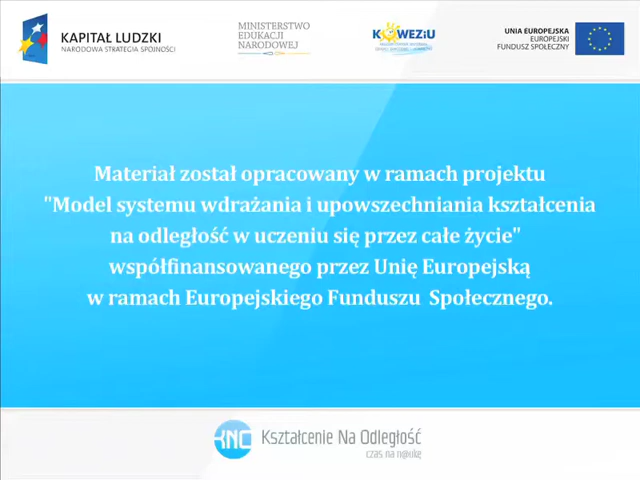 KAPITAŁ LUDZKI
NARODOWA STRATEGIA SPÓJNOŚCI
MINISTERSTWO
EDUKACJI
NARODOWEJ
KOWEZiU
UNIA EUROPEJSKA
EUROPEJSKI
FUNDUSZ SPOŁECZNY
Materiał został opracowany w ramach projektu
"Model systemu wdrażania i upowszechniania kształcenia
na odległość w uczeniu się przez całe życie"
współfinansowanego przez Unię Europejską
w ramach Europejskiego Funduszu Społecznego.
KNO
Kształcenie Na Odległość
czas na n@ukę